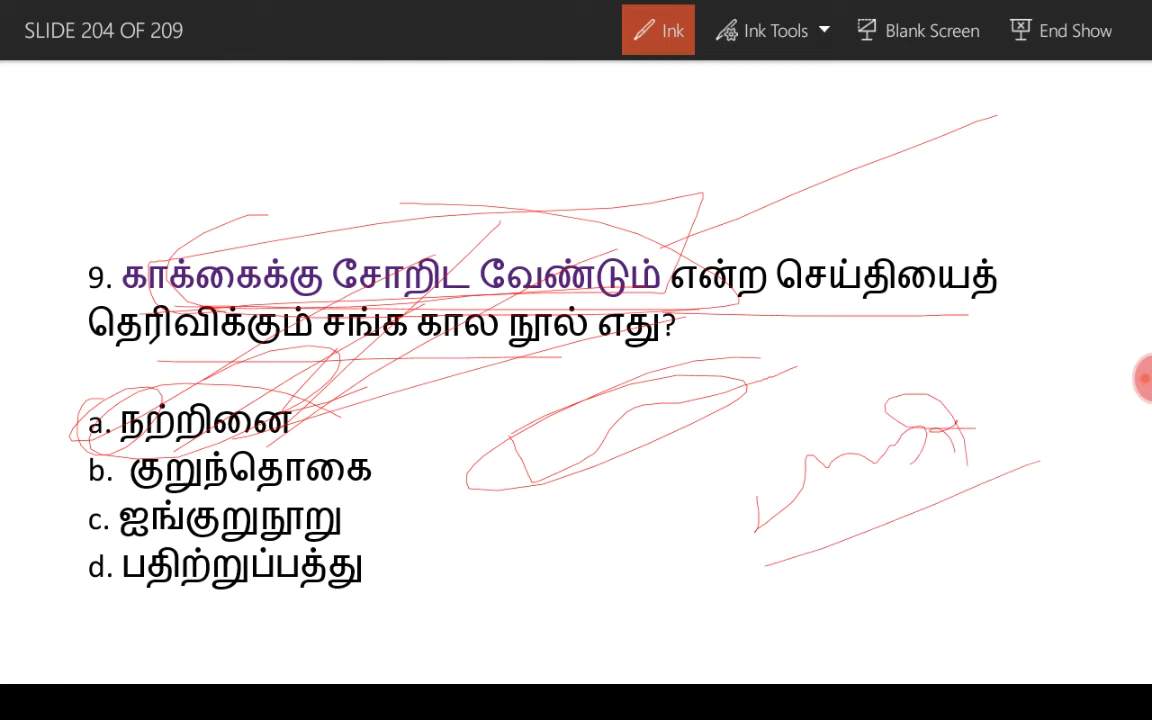 SLIDE 204 OF 209
Ink
Ink Tools
Blank Screen
End Show
9. காக்கைக்கு சோறிட வேண்டும் என்ற செய்தியைத்
தெரிவிக்கும் சங்க கால நூல் எது?
a. நற்றினை
b. குறுந்தொகை
c. ஐங்குறுநூறு
d. பதிற்றுப்பத்து